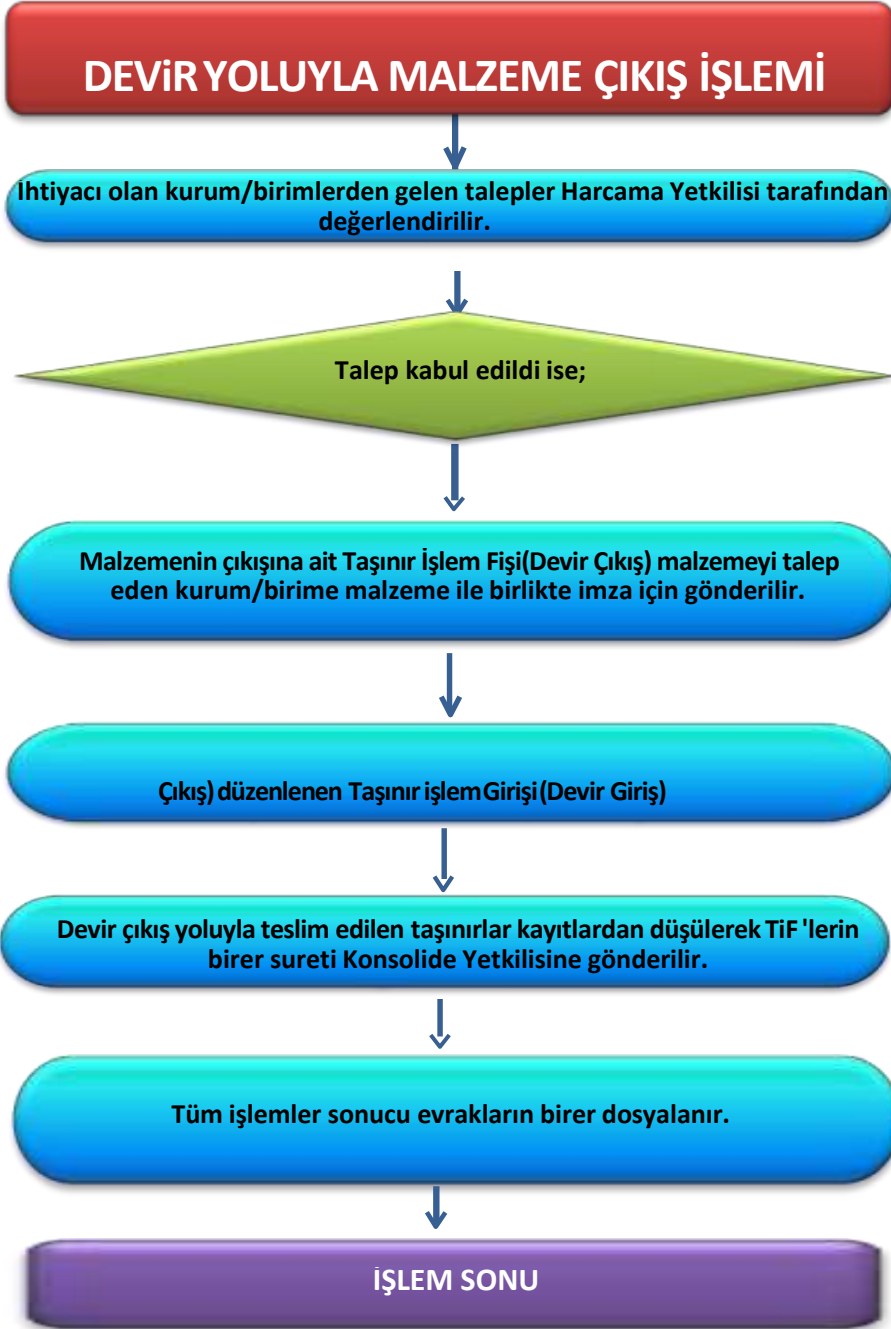 DEViR YOLUYLA MALZEME ÇIKIŞ İŞLEMİ
İhtiyacı olan kurum/birimlerden gelen talepler Harcama Yetkilisi tarafından
değerlendirilir.
Talep kabul edildi ise;
Malzemenin çıkışına ait Taşınır İşlem Fişi(Devir Çıkış) malzemeyi talep
eden kurum/birime malzeme ile birlikte imza için gönderilir.
Çıkış) düzenlenen Taşınır işlem Girişi (Devir Giriş)
Devir çıkış yoluyla teslim edilen taşınırlar kayıtlardan düşülerek TiF 'lerin
birer sureti Konsolide Yetkilisine gönderilir.
Tüm işlemler sonucu evrakların birer dosyalanır.
İŞLEM SONU